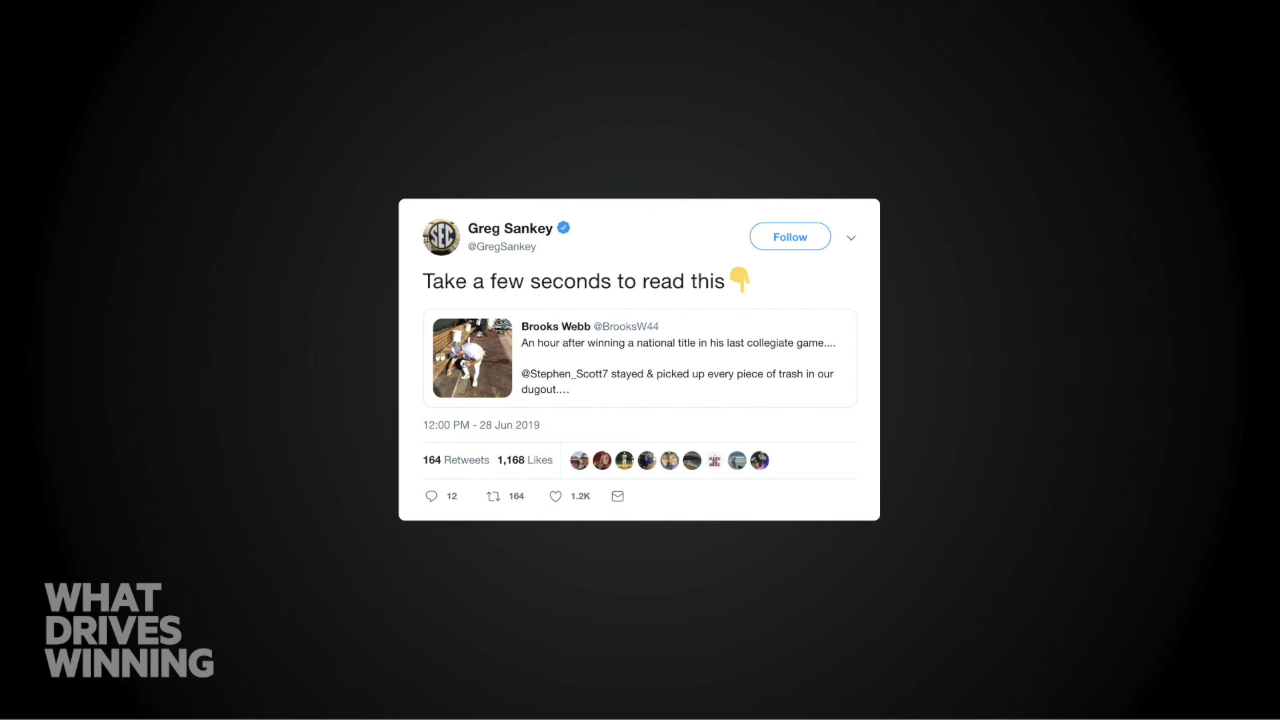 Greg Sankey
@GregSankey
Follow
Take a few seconds to read this👇
Brooks Webb @BrooksW44
An hour after winning a national title in his last collegiate game....
@Stephen_Scott7 stayed & picked up every piece of trash in our
dugout....
12:00 PM - 28 Jun 2019
164 Retweets 1,168 Likes
12 164 1.2K
WHAT
DRIVES
WINNING
SEC